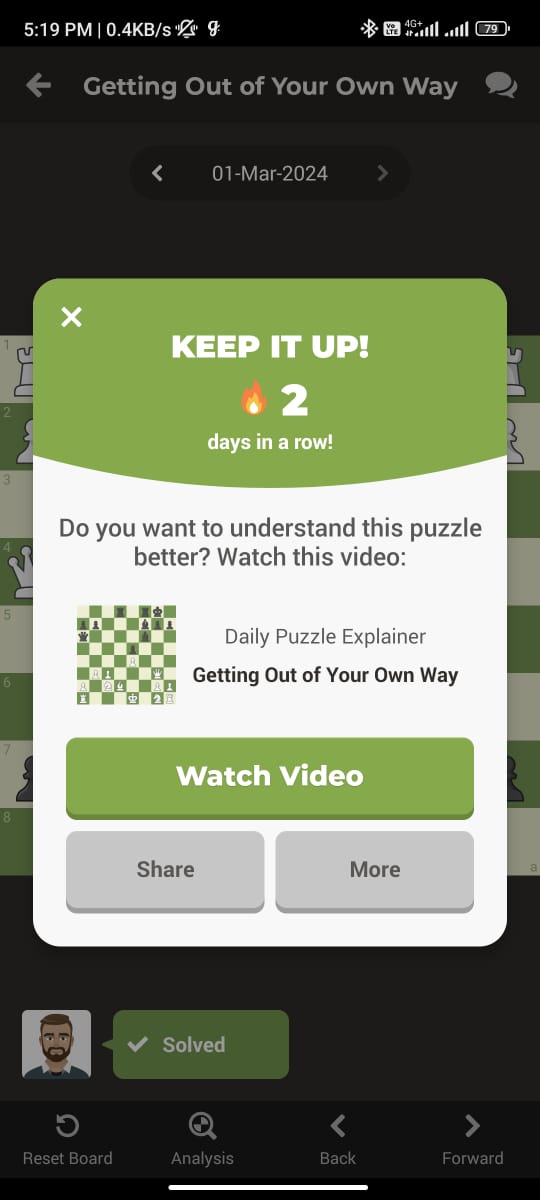 5:19 PM | 0.4KB/s
Vo LTE 4G+ 79
Getting Out of Your Own Way
01-Mar-2024
KEEP IT UP!
2
days in a row!
1
2
3
4
5
6
7
8
a
Do you want to understand this puzzle
better? Watch this video:
Daily Puzzle Explainer
Getting Out of Your Own Way
Watch Video
Share
More
Solved
Reset Board
Analysis
Back
Forward